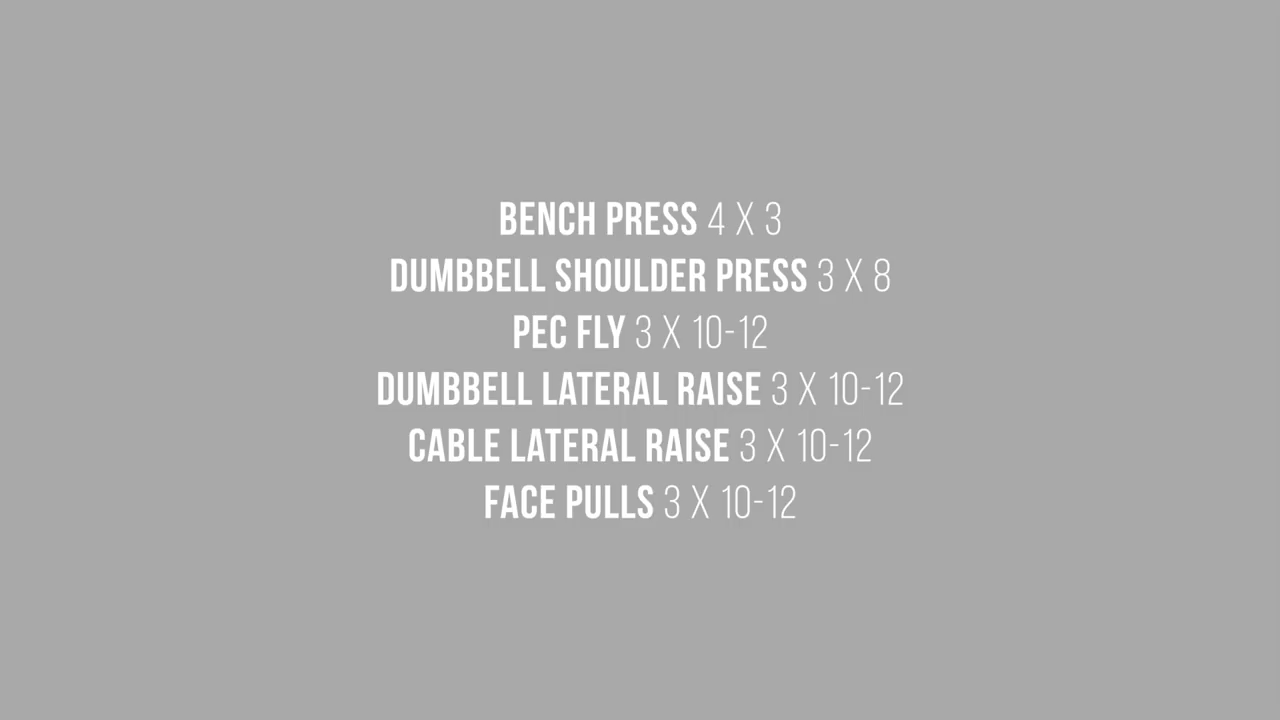 BENCH PRESS 4 X 3
DUMBBELL SHOULDER PRESS 3 X 8
PEC FLY 3 X 10-12
DUMBBELL LATERAL RAISE 3 X 10-12
CABLE LATERAL RAISE 3 X 10-12
FACE PULLS 3 X 10-12